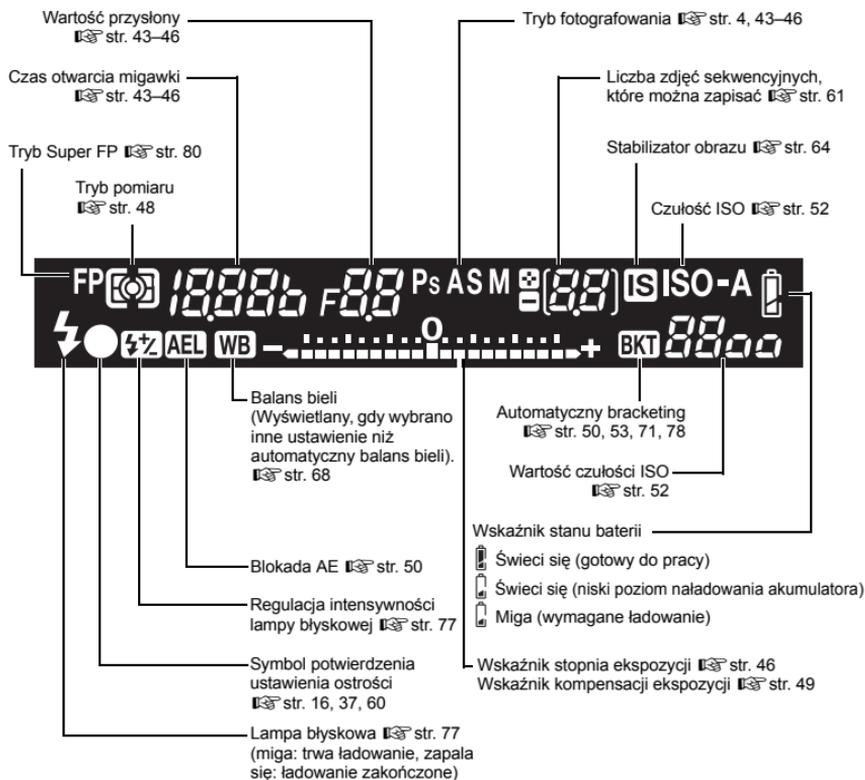 Wartość przysłony
☞ str. 43–46
Tryb fotografowania ☞ str. 4, 43–46
Czas otwarcia migawki
☞ str. 43–46
Liczba zdjęć sekwencyjnych,
które można zapisać ☞ str. 61
Tryb Super FP ☞ str. 80
Stabilizator obrazu ☞ str. 64
Tryb pomiaru
☞ str. 48
Czułość ISO ☞ str. 52
FP 18888b F8.8 Ps A S M [8.8] IS ISO-A
AEL WB – 0 + BKT 8800
Balans bieli
(Wyświetlany, gdy wybrano
inne ustawienie niż
automatyczny balans bieli).
☞ str. 68
Automatyczny bracketing
☞ str. 50, 53, 71, 78
Wartość czułości ISO
☞ str. 52
Wskaźnik stanu baterii
Świeci się (gotowy do pracy)
Świeci się (niski poziom naładowania akumulatora)
Miga (wymagane ładowanie)
Blokada AE ☞ str. 50
Regulacja intensywności
lampy błyskowej ☞ str. 77
Symbol potwierdzenia
ustawienia ostrości
☞ str. 16, 37, 60
Wskaźnik stopnia ekspozycji ☞ str. 46
Wskaźnik kompensacji ekspozycji ☞ str. 49
Lampa błyskowa ☞ str. 77
(miga: trwa ładowanie, zapala
się: ładowanie zakończone)